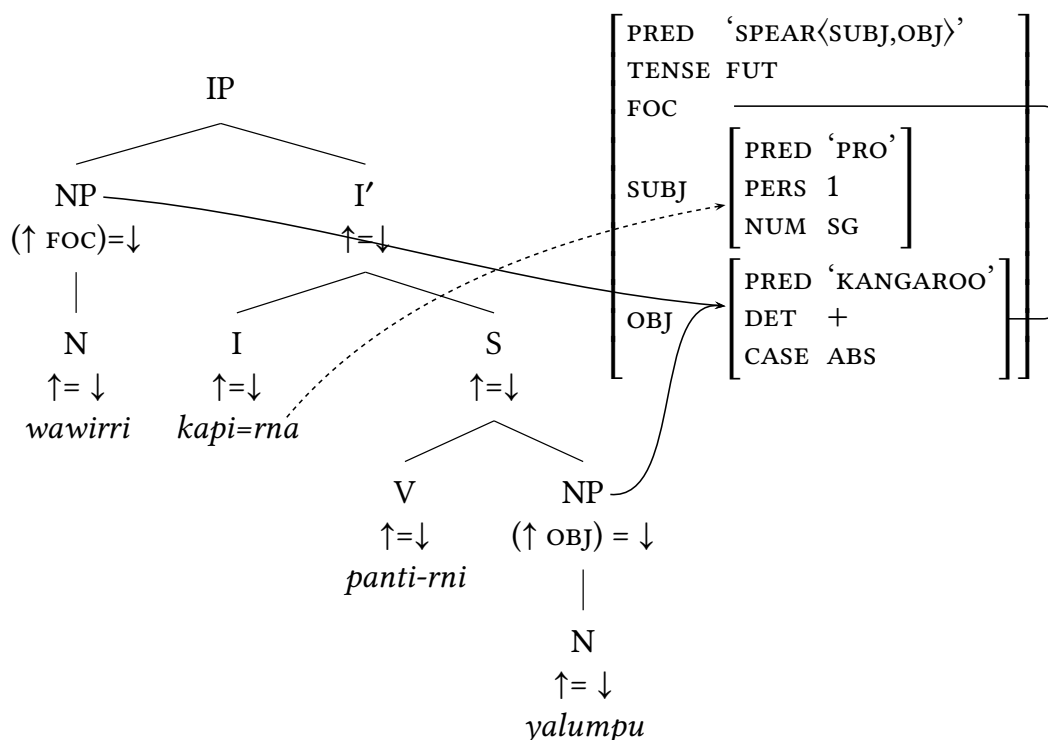 IP
NP I′
(↑ FOC)=↓ ↑=↓
N I S
↑= ↓ ↑=↓ ↑=↓
wawirri kapi=rna
V NP
↑=↓ (↑ OBJ) = ↓
panti-rni
N
↑= ↓
yalumpu
PRED ‘SPEAR⟨SUBJ,OBJ⟩’
TENSE FUT
FOC
SUBJ
PRED ‘PRO’
PERS 1
NUM SG
OBJ
PRED ‘KANGAROO’
DET +
CASE ABS